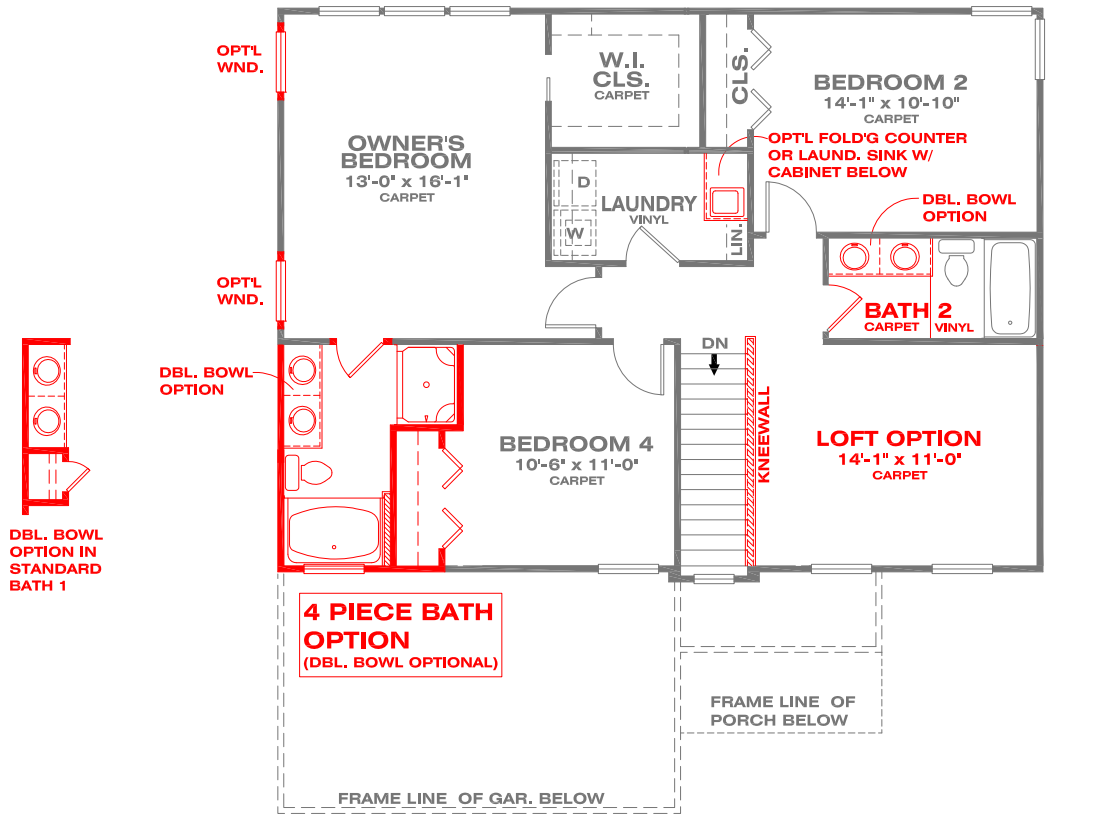 OPT'L
WND.
W.I.
CLS.
CARPET
CLS.
BEDROOM 2
14'-1" x 10'-10"
CARPET
OWNER'S
BEDROOM
13'-0" x 16'-1"
CARPET
OPT'L FOLD'G COUNTER
OR LAUND. SINK W/
CABINET BELOW
D
W
LAUNDRY
VINYL
LIN.
DBL. BOWL
OPTION
OPT'L
WND.
BATH 2
CARPET
VINYL
DN
DBL. BOWL
OPTION
KNEEWALL
BEDROOM 4
10'-6" x 11'-0"
CARPET
LOFT OPTION
14'-1" x 11'-0"
CARPET
DBL. BOWL
OPTION IN
STANDARD
BATH 1
4 PIECE BATH
OPTION
(DBL. BOWL OPTIONAL)
FRAME LINE OF
PORCH BELOW
FRAME LINE OF GAR. BELOW